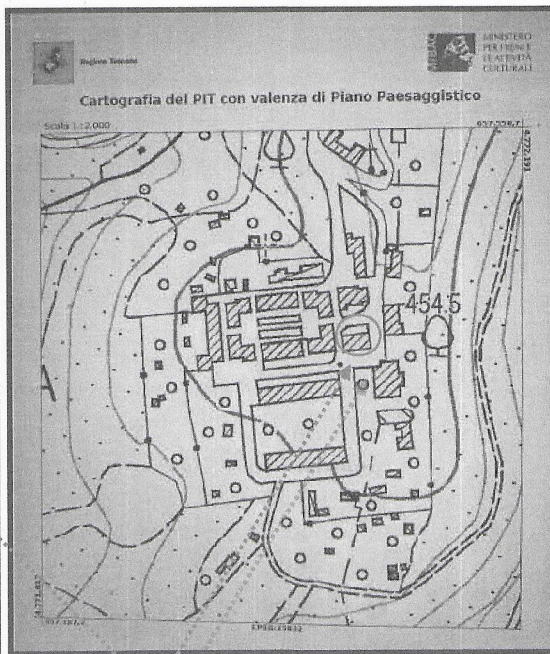 Regione Toscana
MINISTERO
PER I BENI E
LE ATTIVITÀ
CULTURALI
Cartografia del PIT con valenza di Piano Paesaggistico
Scala 1:2.000
454.5